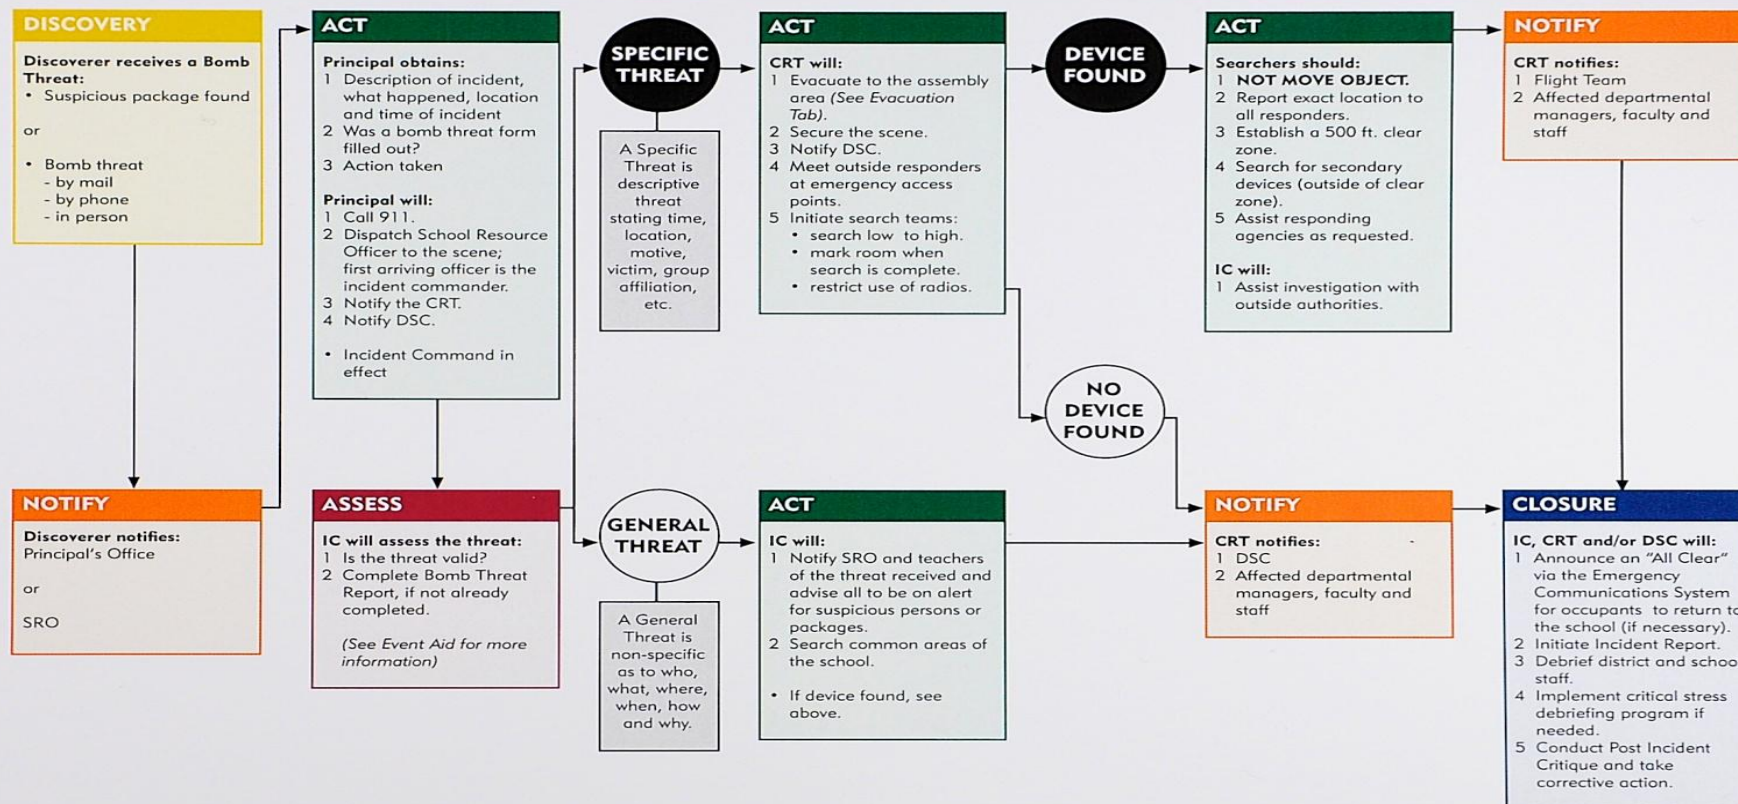 DISCOVERY
Discoverer receives a Bomb
Threat:
• Suspicious package found
or
• Bomb threat
- by mail
- by phone
- in person
NOTIFY
Discoverer notifies:
Principal's Office
or
SRO
ACT
Principal obtains:
1 Description of incident,
what happened, location
and time of incident
2 Was a bomb threat form
filled out?
3 Action taken
Principal will:
1 Call 911.
2 Dispatch School Resource
Officer to the scene;
first arriving officer is the
incident commander.
3 Notify the CRT.
4 Notify DSC.
• Incident Command in
effect
ASSESS
IC will assess the threat:
1 Is the threat valid?
2 Complete Bomb Threat
Report, if not already
completed.
(See Event Aid for more
information)
SPECIFIC
THREAT
A Specific
Threat is
descriptive
threat
stating time,
location,
motive,
victim, group
affiliation,
etc.
GENERAL
THREAT
A General
Threat is
non-specific
as to who,
what, where,
when, how
and why.
ACT
CRT will:
1 Evacuate to the assembly
area (See Evacuation
Tab).
2 Secure the scene.
3 Notify DSC.
4 Meet outside responders
at emergency access
points.
5 Initiate search teams:
• search low to high.
• mark room when
search is complete.
• restrict use of radios.
ACT
IC will:
1 Notify SRO and teachers
of the threat received and
advise all to be on alert
for suspicious persons or
packages.
2 Search common areas of
the school.
• If device found, see
above.
DEVICE
FOUND
NO
DEVICE
FOUND
ACT
Searchers should:
1 NOT MOVE OBJECT.
2 Report exact location to
all responders.
3 Establish a 500 ft. clear
zone.
4 Search for secondary
devices (outside of clear
zone).
5 Assist responding
agencies as requested.
IC will:
1 Assist investigation with
outside authorities.
NOTIFY
CRT notifies:
1 DSC
2 Affected departmental
managers, faculty and
staff
NOTIFY
CRT notifies:
1 Flight Team
2 Affected departmental
managers, faculty and
staff
CLOSURE
IC, CRT and/or DSC will:
1 Announce an "All Clear"
via the Emergency
Communications System
for occupants to return to
the school (if necessary).
2 Initiate Incident Report.
3 Debrief district and school
staff.
4 Implement critical stress
debriefing program if
needed.
5 Conduct Post Incident
Critique and take
corrective action.